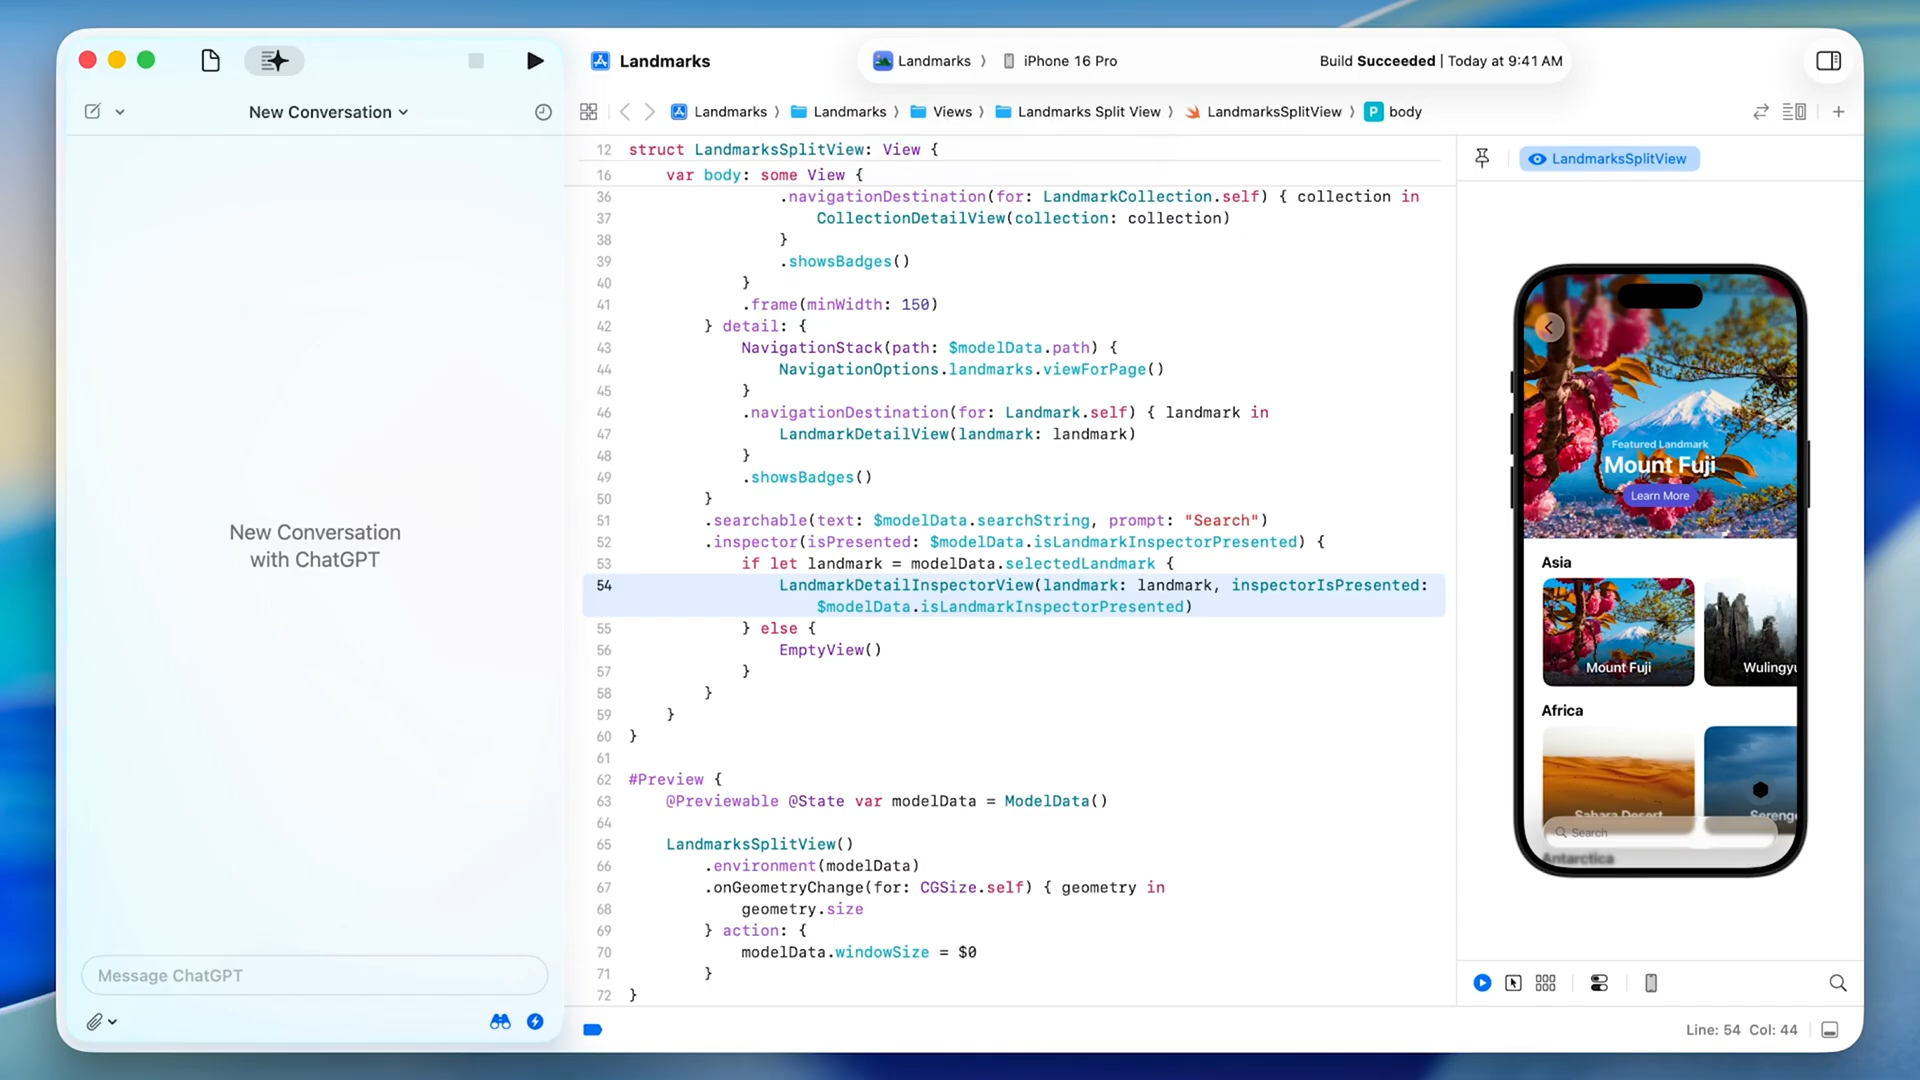 Landmarks
Landmarks 〉 iPhone 16 Pro
Build Succeeded | Today at 9:41 AM
New Conversation
Landmarks 〉 Landmarks 〉 Views 〉 Landmarks Split View 〉 LandmarksSplitView 〉 P body
12 struct LandmarksSplitView: View {
16 var body: some View {
36 .navigationDestination(for: LandmarkCollection.self) { collection in
37 CollectionDetailView(collection: collection)
38 }
39 .showsBadges()
40 }
41 .frame(minWidth: 150)
42 } detail: {
43 NavigationStack(path: $modelData.path) {
44 NavigationOptions.landmarks.viewForPage()
45 }
46 .navigationDestination(for: Landmark.self) { landmark in
47 LandmarkDetailView(landmark: landmark)
48 }
49 .showsBadges()
50 }
51 .searchable(text: $modelData.searchString, prompt: "Search")
52 .inspector(isPresented: $modelData.isLandmarkInspectorPresented) {
53 if let landmark = modelData.selectedLandmark {
54 LandmarkDetailInspectorView(landmark: landmark, inspectorIsPresented:
$modelData.isLandmarkInspectorPresented)
55 } else {
56 EmptyView()
57 }
58 }
59 }
60 }
61
62 #Preview {
63 @Previewable @State var modelData = ModelData()
64
65 LandmarksSplitView()
66 .environment(modelData)
67 .onGeometryChange(for: CGSize.self) { geometry in
68 geometry.size
69 } action: {
70 modelData.windowSize = $0
71 }
72 }
New Conversation
with ChatGPT
Message ChatGPT
LandmarksSplitView
Featured Landmark
Mount Fuji
Learn More
Asia
Mount Fuji
Wulingyu
Africa
Sahara Desert
Serenge
Search
Antarctica
Line: 54 Col: 44